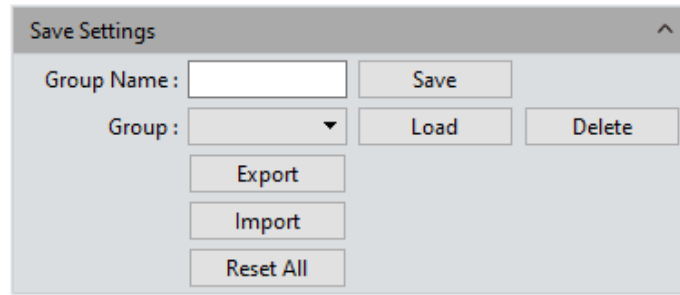 Save Settings
Group Name : Save
Group : Load Delete
Export
Import
Reset All